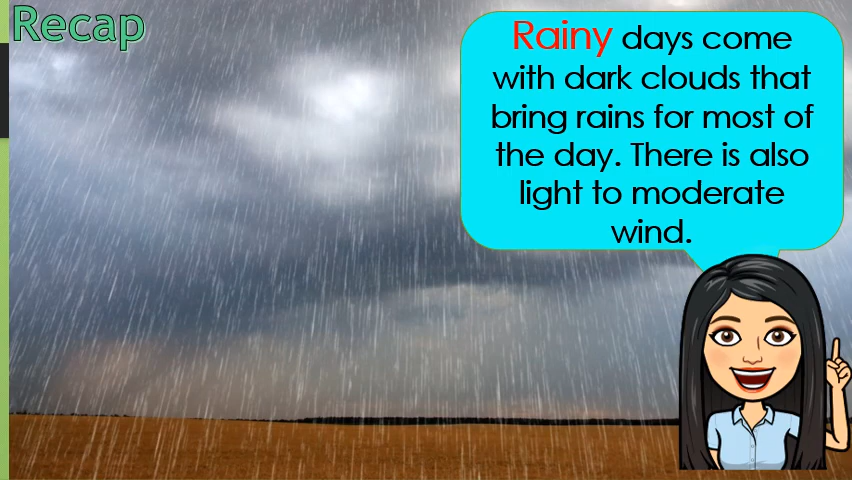 Recap
Rainy days come
with dark clouds that
bring rains for most of
the day. There is also
light to moderate
wind.